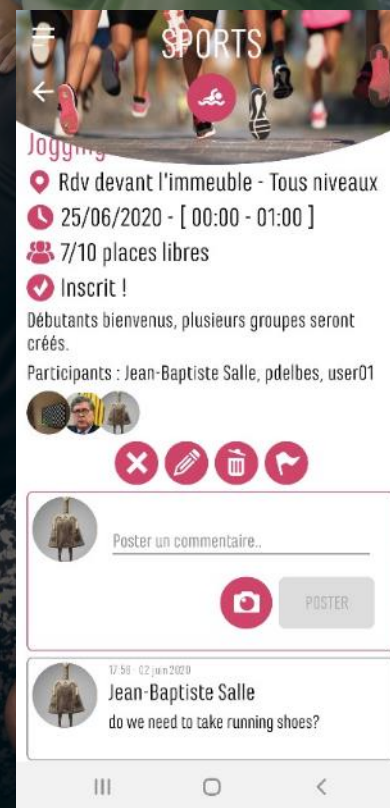 SPORTS
Jogging
Rdv devant l'immeuble - Tous niveaux
25/06/2020 - [ 00:00 - 01:00 ]
7/10 places libres
Inscrit !
Débutants bienvenus, plusieurs groupes seront
créés.
Participants : Jean-Baptiste Salle, pdelbes, user01
Poster un commentaire..
POSTER
17:58 - 02 juin 2020
Jean-Baptiste Salle
do we need to take running shoes?